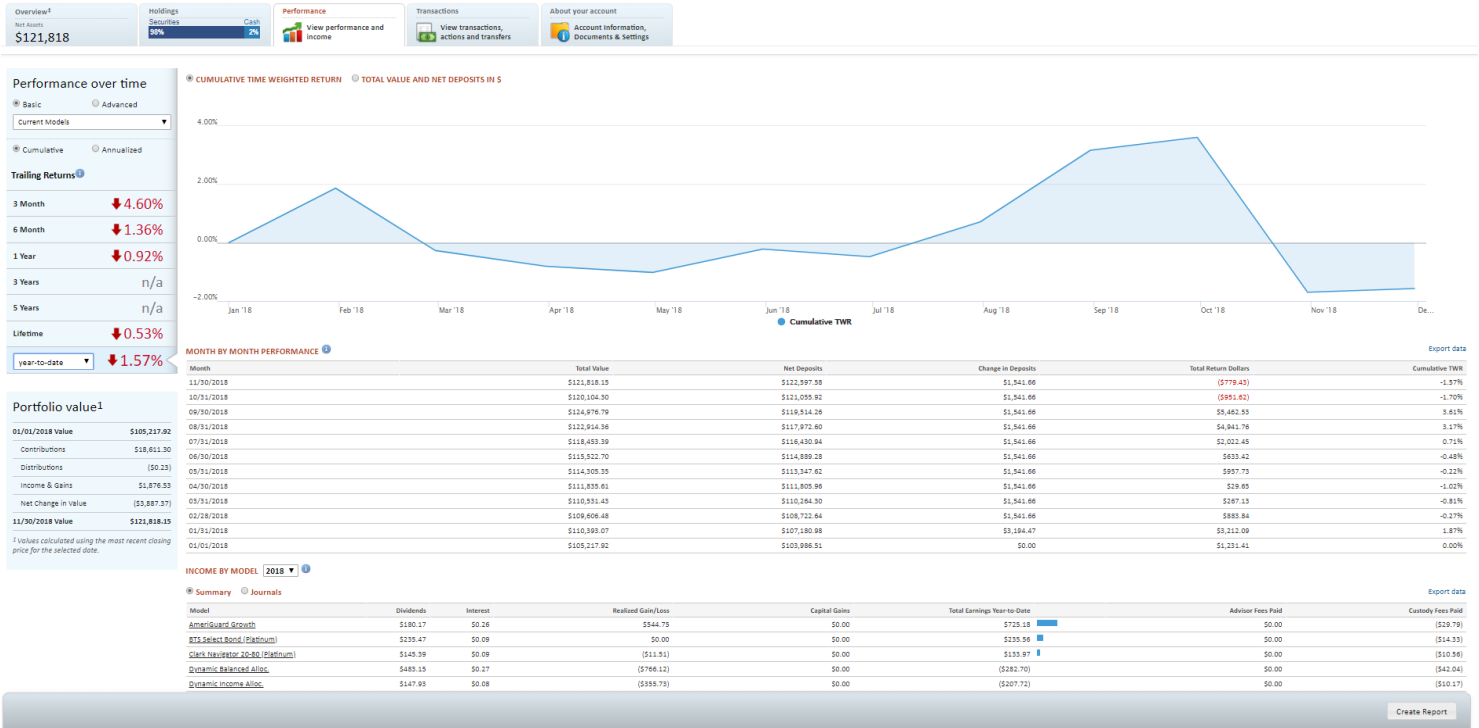 Overview‡
Net Assets
$121,818
Holdings
Securities Cash
98% 2%
Performance
View performance and
income
Transactions
View transactions,
actions and transfers
About your account
Account Information,
Documents & Settings
Performance over time
Basic Advanced
Current Models
Cumulative Annualized
Trailing Returns
3 Month 4.60%
6 Month 1.36%
1 Year 0.92%
3 Years n/a
5 Years n/a
Lifetime 0.53%
year-to-date 1.57%
Portfolio value1
01/01/2018 Value $105,217.92
Contributions $18,611.30
Distributions ($0.23)
Income & Gains $1,876.53
Net Change in Value ($3,887.37)
11/30/2018 Value $121,818.15
‡ Values calculated using the most recent closing
price for the selected date.
CUMULATIVE TIME WEIGHTED RETURN TOTAL VALUE AND NET DEPOSITS IN $
4.00%
2.00%
0.00%
-2.00%
Jan '18 Feb '18 Mar '18 Apr '18 May '18 Jun '18 Jul '18 Aug '18 Sep '18 Oct '18 Nov '18 De...
Cumulative TWR
MONTH BY MONTH PERFORMANCE Export data
Month Total Value Net Deposits Change in Deposits Total Return Dollars Cumulative TWR
11/30/2018 $121,818.15 $122,597.58 $1,541.66 ($779.43) -1.57%
10/31/2018 $120,104.30 $121,055.92 $1,541.66 ($951.62) -1.70%
09/30/2018 $124,976.79 $119,514.26 $1,541.66 $5,462.53 3.61%
08/31/2018 $122,914.36 $117,972.60 $1,541.66 $4,941.76 3.17%
07/31/2018 $118,453.39 $116,430.94 $1,541.66 $2,022.45 0.71%
06/30/2018 $115,522.70 $114,889.28 $1,541.66 $633.42 -0.48%
05/31/2018 $114,305.35 $113,347.62 $1,541.66 $957.73 -0.22%
04/30/2018 $111,835.61 $111,805.96 $1,541.66 $29.65 -1.02%
03/31/2018 $110,531.43 $110,264.30 $1,541.66 $267.13 -0.81%
02/28/2018 $109,606.48 $108,722.64 $1,541.66 $883.84 -0.27%
01/31/2018 $110,393.07 $107,180.98 $3,194.47 $3,212.09 1.87%
01/01/2018 $105,217.92 $103,986.51 $0.00 $1,231.41 0.00%
INCOME BY MODEL 2018
Summary Journals Export data
Model Dividends Interest Realized Gain/Loss Capital Gains Total Earnings Year-to-Date Advisor Fees Paid Custody Fees Paid
AmeriGuard Growth $180.17 $0.26 $544.75 $0.00 $725.18 $0.00 ($29.79)
BTS Select Bond (Platinum) $235.47 $0.09 $0.00 $0.00 $235.56 $0.00 ($14.33)
Clark Navigator 20-80 (Platinum) $145.39 $0.09 ($11.51) $0.00 $133.97 $0.00 ($10.56)
Dynamic Balanced Alloc. $483.15 $0.27 ($766.12) $0.00 ($282.70) $0.00 ($42.04)
Dynamic Income Alloc. $147.93 $0.08 ($355.73) $0.00 ($207.72) $0.00 ($10.17)
Create Report